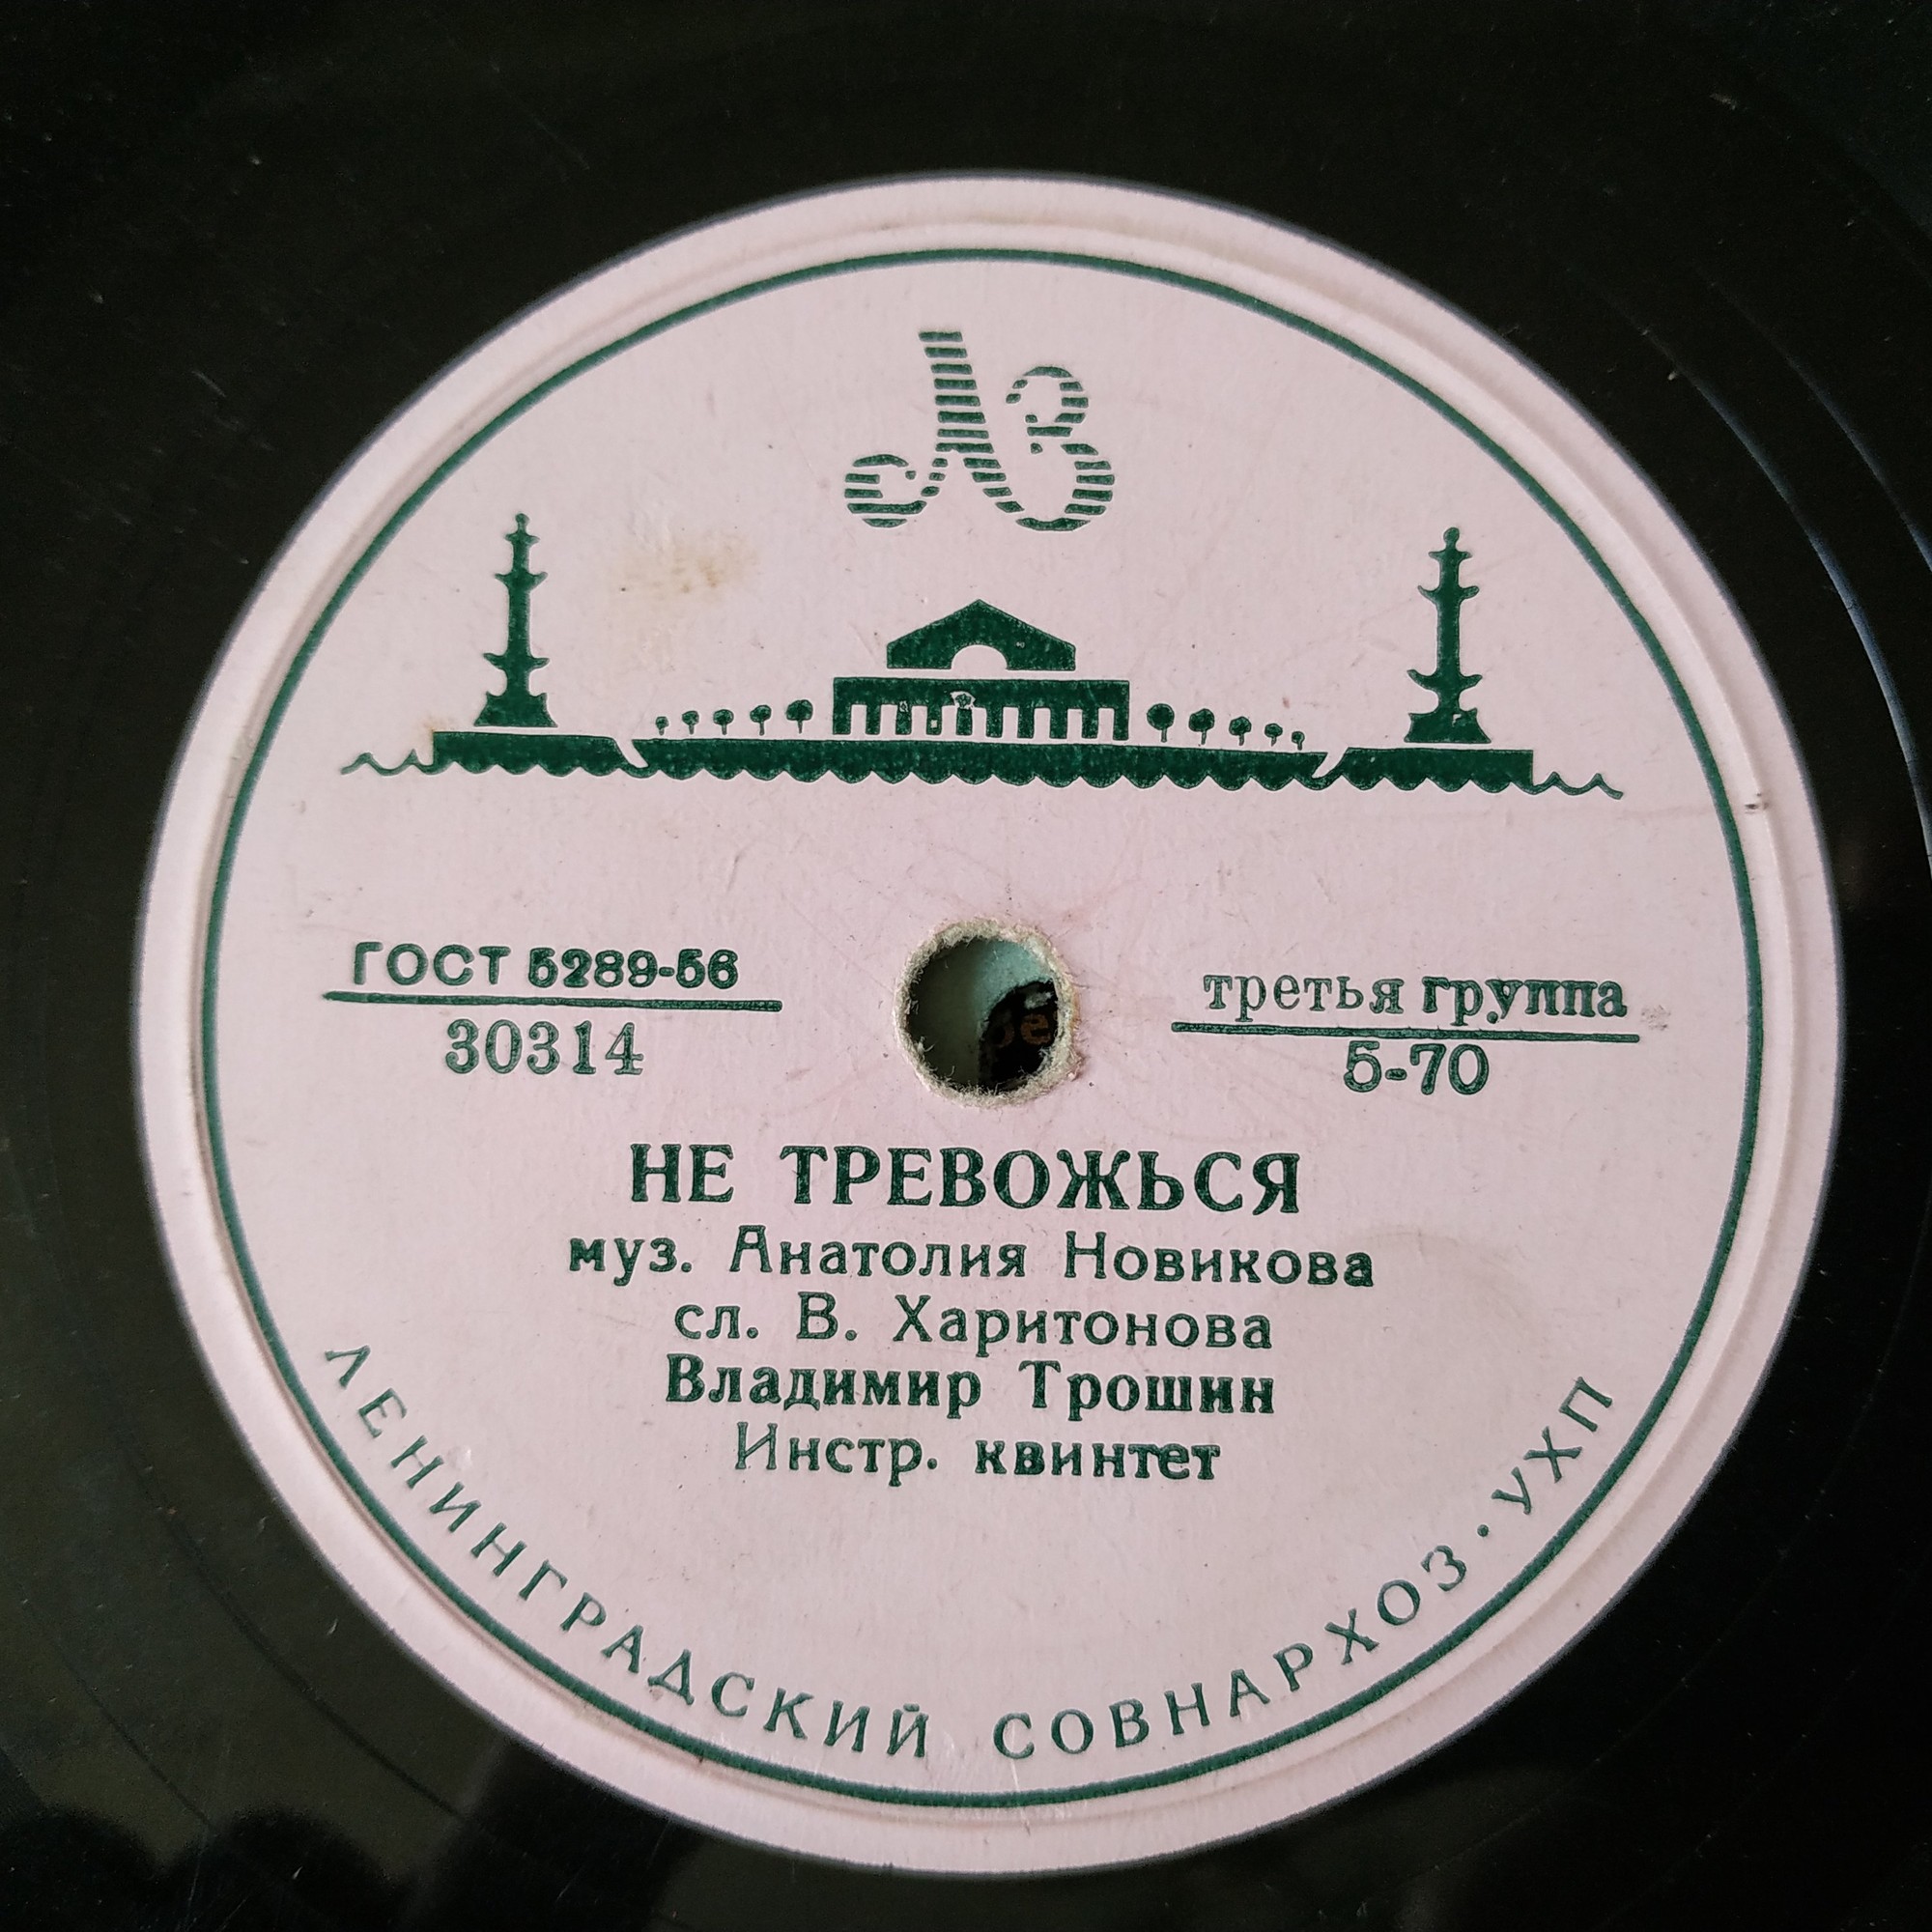 ЛЗ
ГОСТ 5289-56
30314
третья группа
5-70
НЕ ТРЕВОЖЬСЯ
муз. Анатолия Новикова
сл. В. Харитонова
Владимир Трошин
Инстр. квинтет
ЛЕНИНГРАДСКИЙ СОВНАРХОЗ · УХП